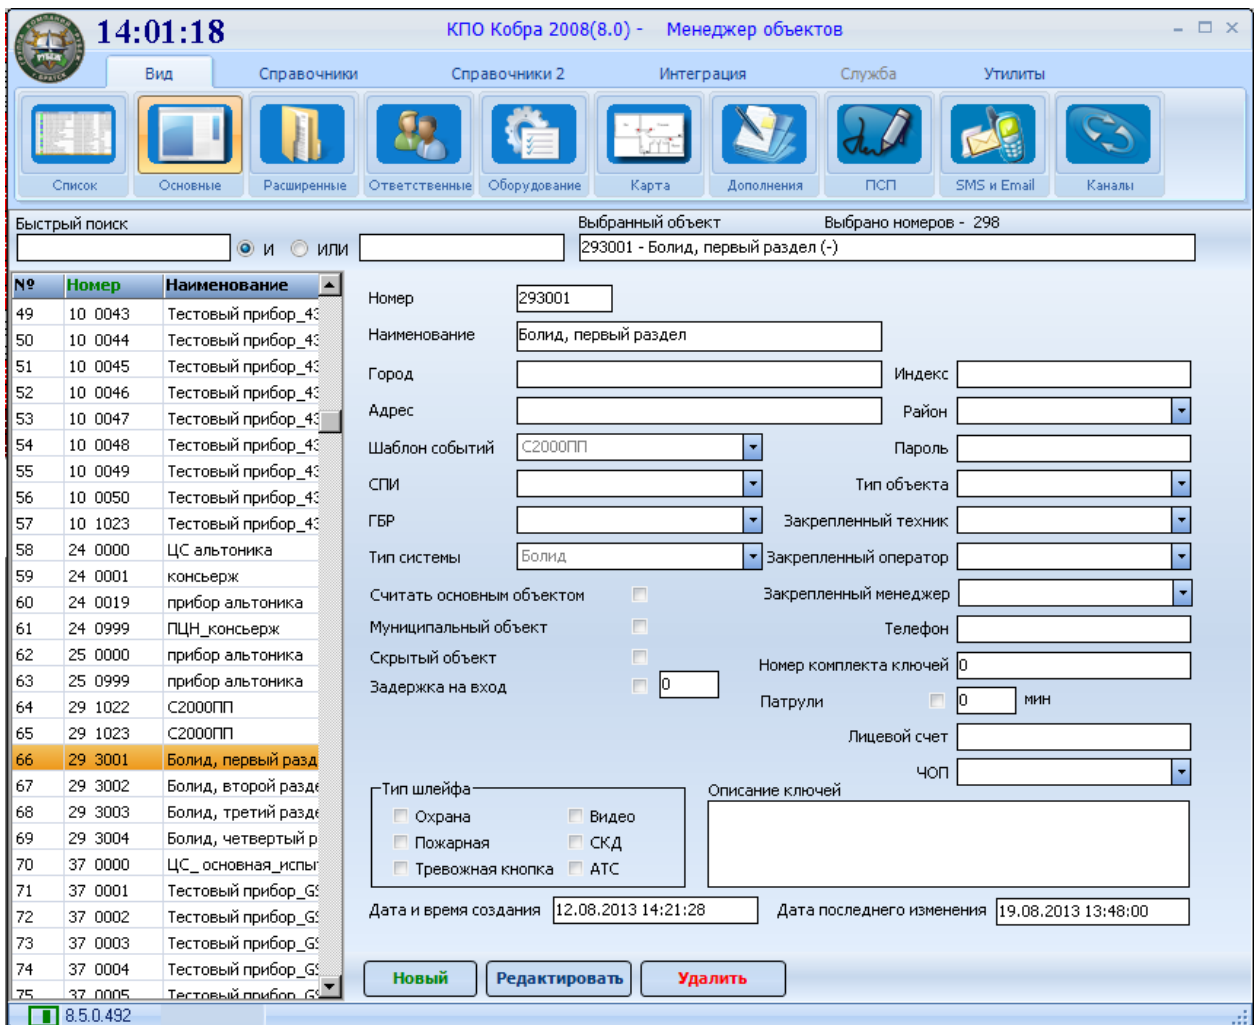 14:01:18
КПО Кобра 2008(8.0) - Менеджер объектов
Вид Справочники Справочники 2 Интеграция Служба Утилиты
Список Основные Расширенные Ответственные Оборудование Карта Дополнения ПСП SMS и Email Каналы
Быстрый поиск Выбранный объект Выбрано номеров - 298
И ИЛИ 293001 - Болид, первый раздел (-)
№ Номер Наименование
49 10 0043 Тестовый прибор_43
50 10 0044 Тестовый прибор_43
51 10 0045 Тестовый прибор_43
52 10 0046 Тестовый прибор_43
53 10 0047 Тестовый прибор_43
54 10 0048 Тестовый прибор_43
55 10 0049 Тестовый прибор_43
56 10 0050 Тестовый прибор_43
57 10 1023 Тестовый прибор_43
58 24 0000 ЦС альтоника
59 24 0001 консьерж
60 24 0019 прибор альтоника
61 24 0999 ПЦН_консьерж
62 25 0000 прибор альтоника
63 25 0999 прибор альтоника
64 29 1022 С2000ПП
65 29 1023 С2000ПП
66 29 3001 Болид, первый разд
67 29 3002 Болид, второй разде
68 29 3003 Болид, третий разде
69 29 3004 Болид, четвертый р
70 37 0000 ЦС_ основная_испы
71 37 0001 Тестовый прибор_GS
72 37 0002 Тестовый прибор_GS
73 37 0003 Тестовый прибор_GS
74 37 0004 Тестовый прибор_GS
75 37 0005 Тестовый прибор_GS
Номер 293001
Наименование Болид, первый раздел
Город Индекс
Адрес Район
Шаблон событий С2000ПП Пароль
СПИ Тип объекта
ГБР Закрепленный техник
Тип системы Болид Закрепленный оператор
Считать основным объектом Закрепленный менеджер
Муниципальный объект Телефон
Скрытый объект Номер комплекта ключей 0
Задержка на вход 0 Патрули 0 мин
Лицевой счет
ЧОП
Тип шлейфа Описание ключей
Охрана Видео
Пожарная СКД
Тревожная кнопка АТС
Дата и время создания 12.08.2013 14:21:28 Дата последнего изменения 19.08.2013 13:48:00
Новый Редактировать Удалить
8.5.0.492